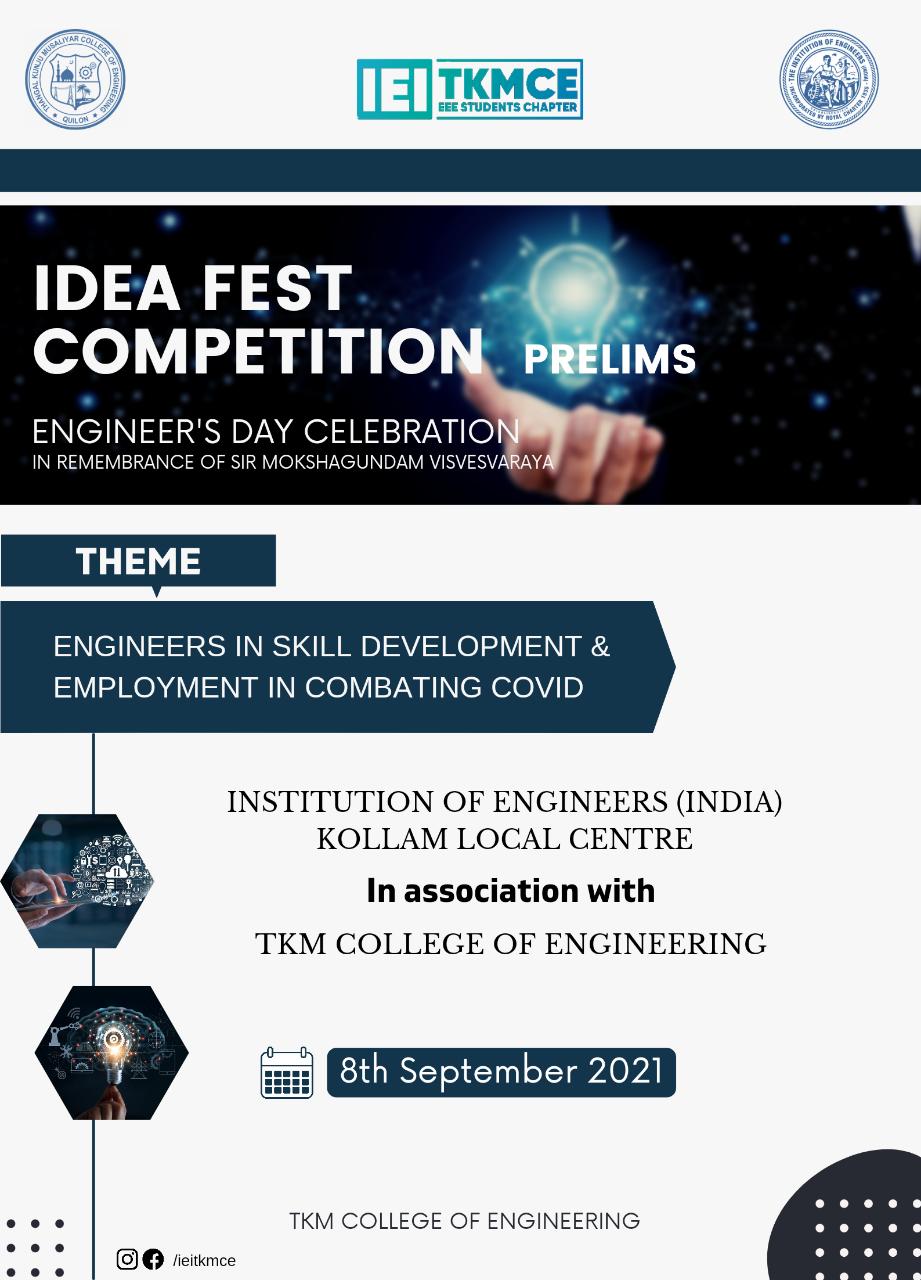 THANGAL KUNJU MUSALIAR COLLEGE OF ENGINEERING
QUILON
IEI TKMCE
EEE STUDENTS CHAPTER
THE INSTITUTION OF ENGINEERS (INDIA)
INCORPORATED BY ROYAL CHARTER
IDEA FEST
COMPETITION PRELIMS
ENGINEER'S DAY CELEBRATION
IN REMEMBRANCE OF SIR MOKSHAGUNDAM VISVESVARAYA
THEME
ENGINEERS IN SKILL DEVELOPMENT &
EMPLOYMENT IN COMBATING COVID
INSTITUTION OF ENGINEERS (INDIA)
KOLLAM LOCAL CENTRE
In association with
TKM COLLEGE OF ENGINEERING
8th September 2021
TKM COLLEGE OF ENGINEERING
/ieitkmce